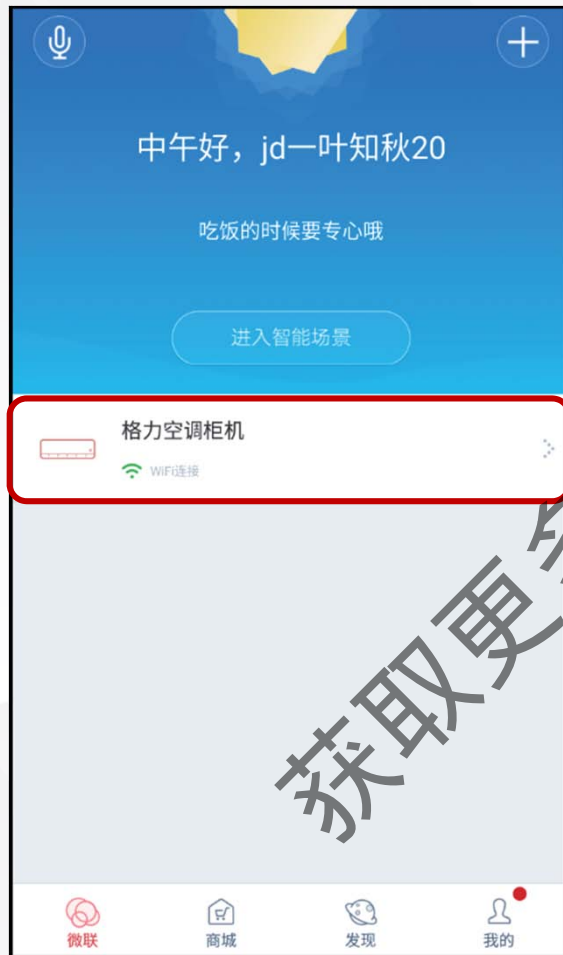 中午好，jd一叶知秋20
吃饭的时候要专心哦
进入智能场景
格力空调柜机
WiFi连接
获取更
微联
商城
发现
我的